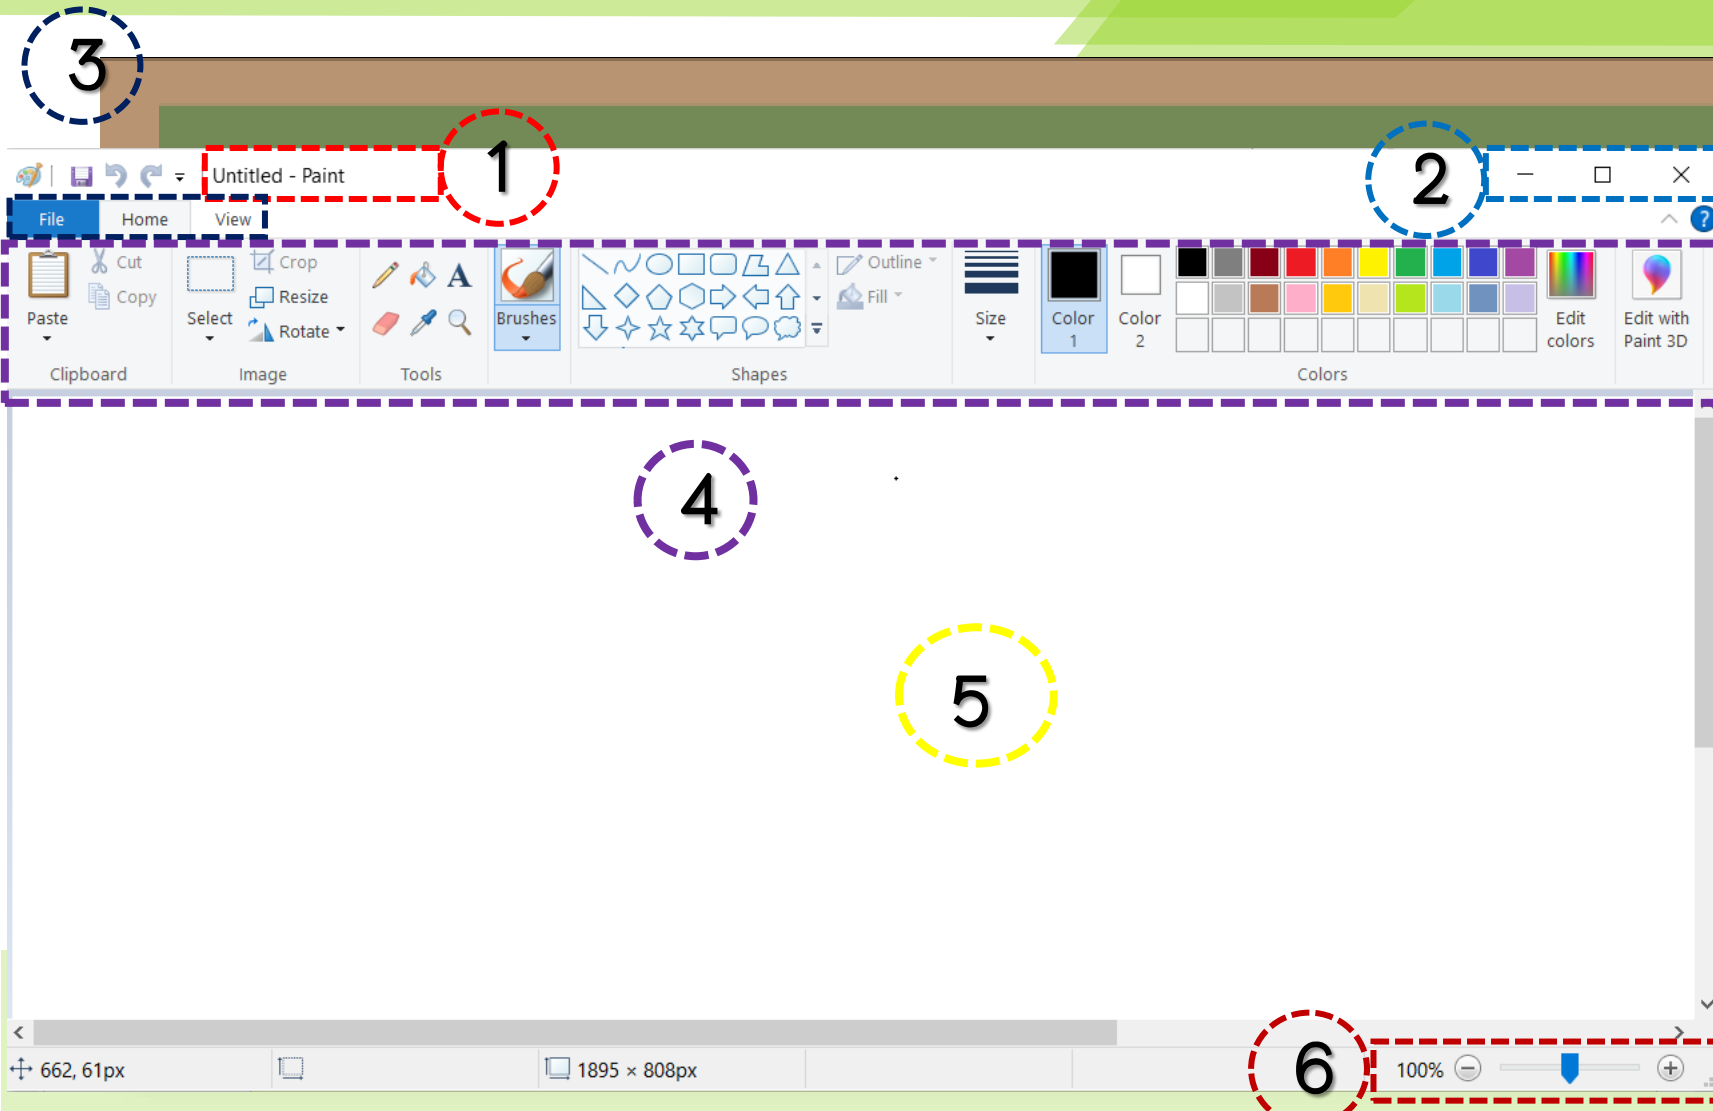 3
1
2
Untitled - Paint
File Home View
Cut
Crop
Outline
Copy
Resize
Fill
Paste
Select
Rotate
Brushes
Size
Color
1
Color
2
Edit
colors
Edit with
Paint 3D
Clipboard
Image
Tools
Shapes
Colors
4
5
6
662, 61px
1895 × 808px
100%